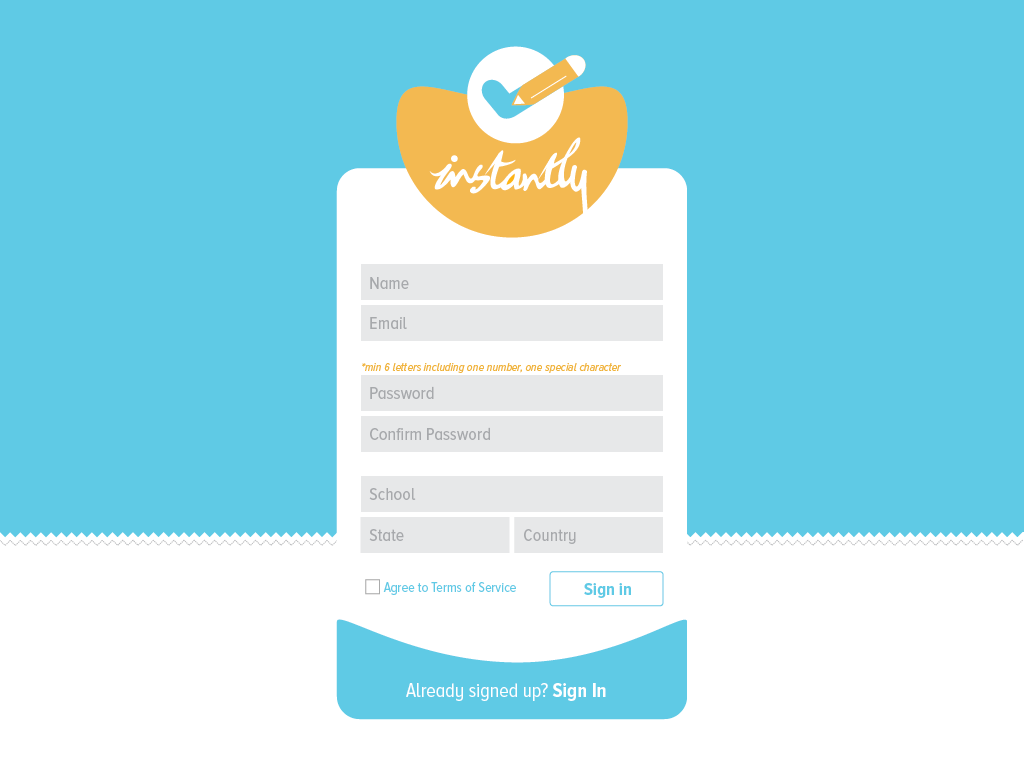 instantly
Name
Email
*min 6 letters including one number, one special character
Password
Confirm Password
School
State
Country
Agree to Terms of Service
Sign in
Already signed up? Sign In